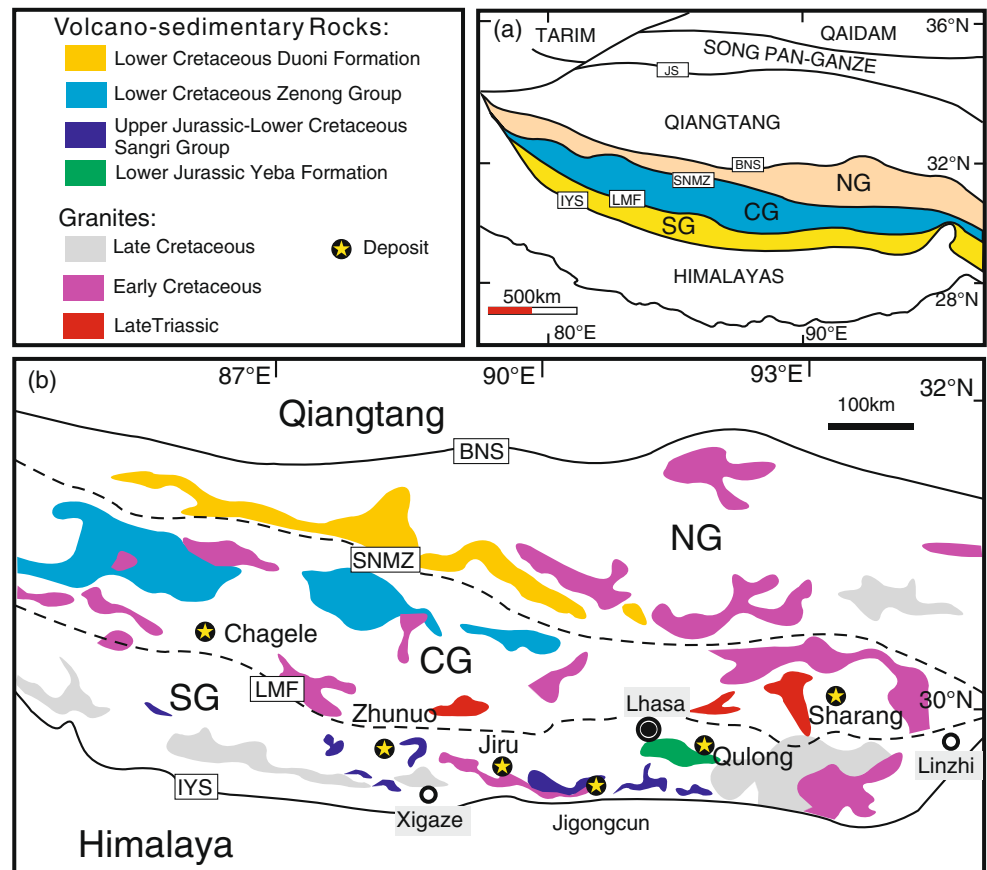 Volcano-sedimentary Rocks:
Lower Cretaceous Duoni Formation
Lower Cretaceous Zenong Group
Upper Jurassic-Lower Cretaceous
Sangri Group
Lower Jurassic Yeba Formation
Granites:
Late Cretaceous
Deposit
Early Cretaceous
LateTriassic
(a)
36°N
TARIM
QAIDAM
SONG PAN-GANZE
JS
QIANGTANG
32°N
BNS
SNMZ
NG
IYS
LMF
CG
SG
HIMALAYAS
28°N
500km
80°E
90°E
(b)
87°E
90°E
93°E
32°N
100km
Qiangtang
BNS
NG
SNMZ
Chagele
CG
SG
LMF
30°N
Zhunuo
Lhasa
Sharang
Jiru
Qulong
Linzhi
IYS
Xigaze
Jigongcun
Himalaya